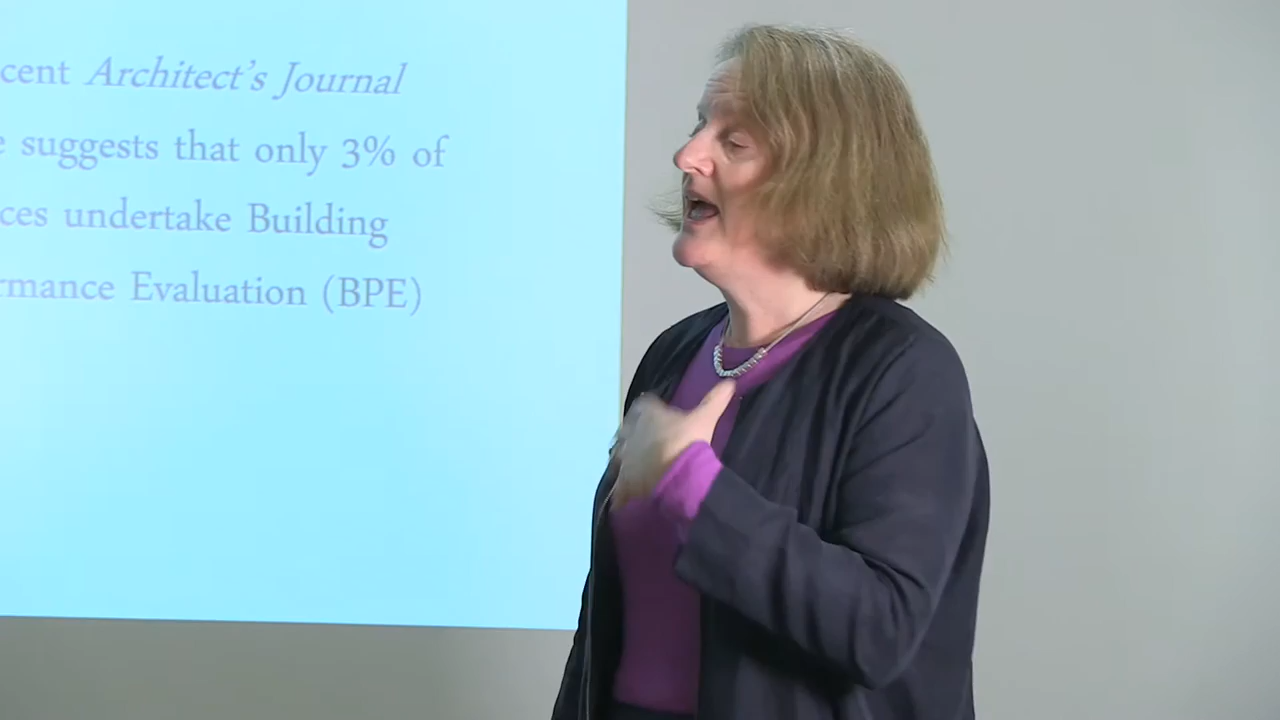 cent Architect's Journal
e suggests that only 3% of
ces undertake Building
rmance Evaluation (BPE)